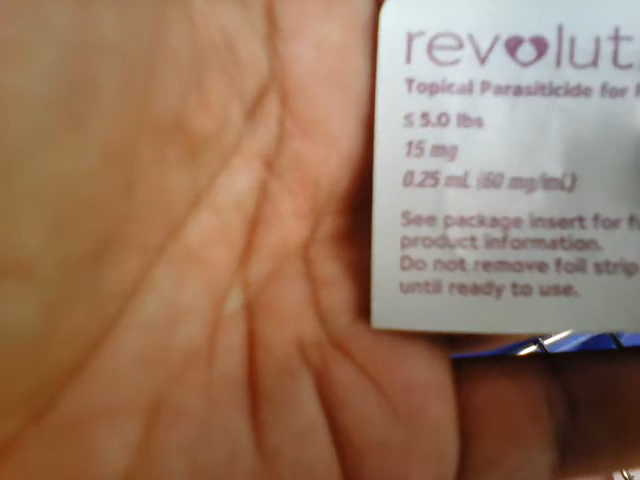 revolut
Topical Parasiticide for
≤ 5.0 lbs
15 mg
0.25 mL (60 mg/mL)
See package insert for fu
product information.
Do not remove foil strip
until ready to use.